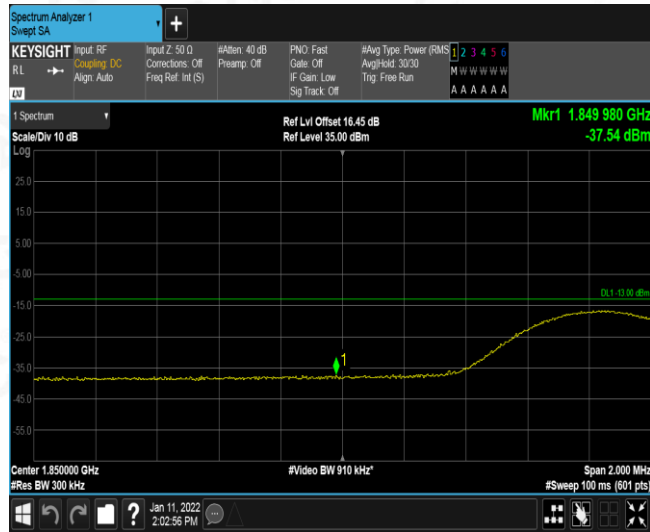 Spectrum Analyzer 1
Swept SA
+
KEYSIGHT
RL
LXI
Input: RF
Coupling: DC
Align: Auto
Input Z: 50 Ω
Corrections: Off
Freq Ref: Int (S)
#Atten: 40 dB
Preamp: Off
PNO: Fast
Gate: Off
IF Gain: Low
Sig Track: Off
#Avg Type: Power (RMS
Avg|Hold: 30/30
Trig: Free Run
1 2 3 4 5 6
M W W W W W
A A A A A A
1 Spectrum
Scale/Div 10 dB
Log
Ref Lvl Offset 16.45 dB
Ref Level 35.00 dBm
Mkr1 1.849 980 GHz
-37.54 dBm
25.0
15.0
5.00
-5.00
DL1 -13.00 dBm
-15.0
-25.0
1
-35.0
-45.0
-55.0
Center 1.850000 GHz
#Res BW 300 kHz
#Video BW 910 kHz*
Span 2.000 MHz
#Sweep 100 ms (601 pts)
?
Jan 11, 2022
2:02:56 PM